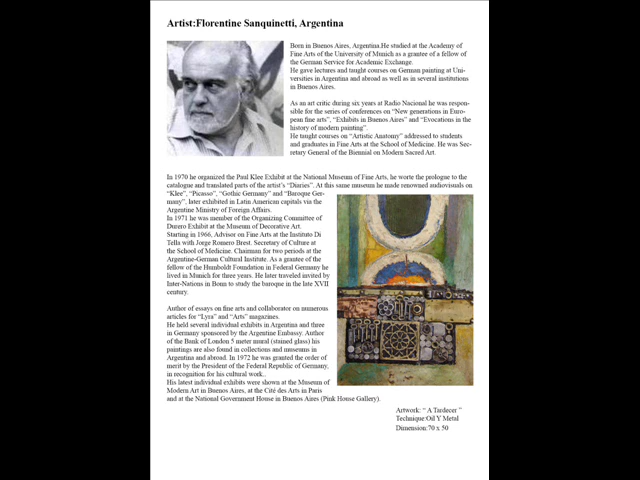 Artist:Florentine Sanquinetti, Argentina
Born in Buenos Aires, Argentina.He studied at the Academy of
Fine Arts of the University of Munich as a grantee of a fellow of
the German Service for Academic Exchange.
He gave lectures and taught courses on German painting at Uni-
versities in Argentina and abroad as well as in several institutions
in Buenos Aires.
As an art critic during six years at Radio Nacional he was respon-
sible for the series of conferences on “New generations in Euro-
pean fine arts”, “Exhibits in Buenos Aires” and “Evocations in the
history of modern painting”.
He taught courses on “Artistic Anatomy” addressed to students
and graduates in Fine Arts at the School of Medicine. He was Sec-
retary General of the Biennial on Modern Sacred Art.
In 1970 he organized the Paul Klee Exhibit at the National Museum of Fine Arts, he worte the prologue to the
catalogue and translated parts of the artist’s “Diaries”. At this same museum he made renowned audiovisuals on
“Klee”, “Picasso”, “Gothic Germany” and “Baroque Ger-
many”, later exhibited in Latin American capitals via the
Argentine Ministry of Foreign Affairs.
In 1971 he was member of the Organizing Committee of
Durero Exhibit at the Museum of Decorative Art.
Starting in 1966, Advisor on Fine Arts at the Instituto Di
Tella with Jorge Romero Brest. Secretary of Culture at
the School of Medicine. Chairman for two periods at the
Argentine-German Cultural Institute. As a grantee of the
fellow of the Humboldt Foundation in Federal Germany he
lived in Munich for three years. He later traveled invited by
Inter-Nations in Bonn to study the baroque in the late XVII
century.
Author of essays on fine arts and collaborator on numerous
articles for “Lyra” and “Arts” magazines.
He held several individual exhibits in Argentina and three
in Germany sponsored by the Argentine Embassy. Author
of the Bank of London 5 meter mural (stained glass) his
paintings are also found in collections and museums in
Argentina and abroad. In 1972 he was granted the order of
merit by the President of the Federal Republic of Germany,
in recognition for his cultural work..
His latest individual exhibits were shown at the Museum of
Modern Art in Buenos Aires, at the Cité des Arts in Paris
and at the National Government House in Buenos Aires (Pink House Gallery).
Artwork: “ A Tardecer ”
Technique:Oil Y Metal
Dimension:70 x 50